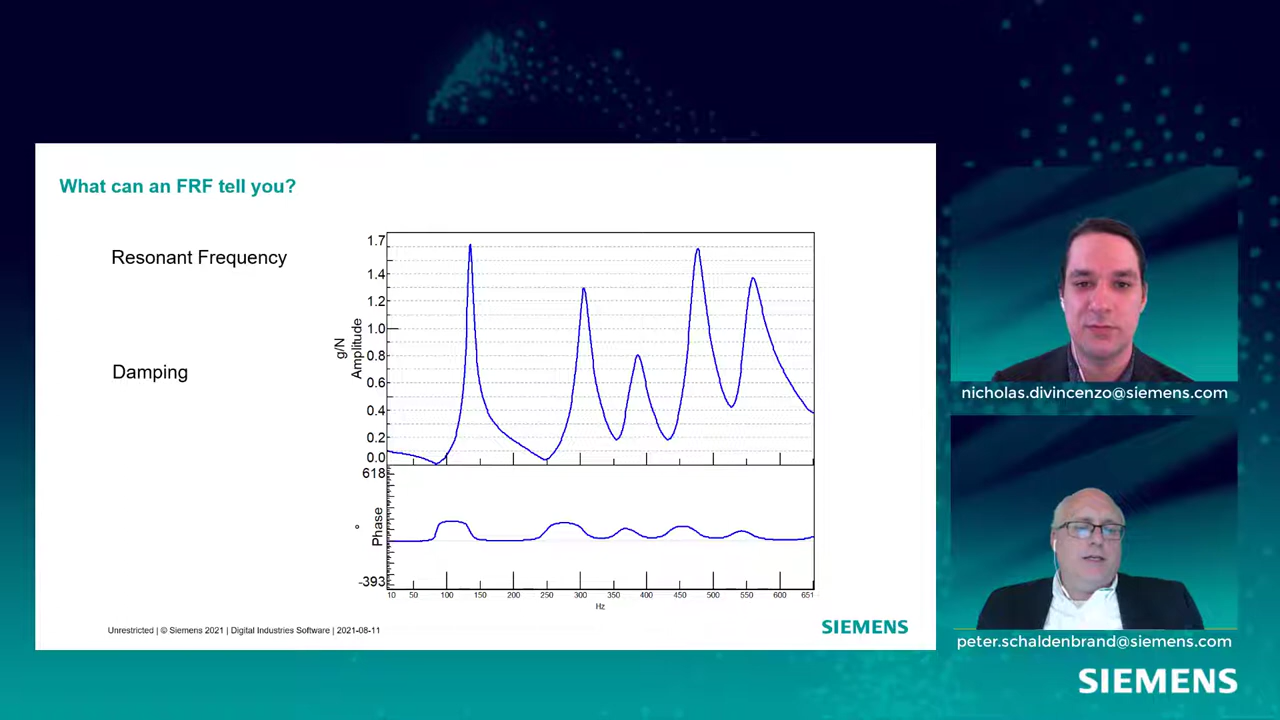 What can an FRF tell you?
Resonant Frequency
Damping
g/N
Amplitude
1.7
1.4
1.2
1.0
0.8
0.6
0.4
0.2
0.0
618
°
Phase
-393
10 50 100 150 200 250 300 350 400 450 500 550 600 651
Hz
Unrestricted | © Siemens 2021 | Digital Industries Software | 2021-08-11
SIEMENS
nicholas.divincenzo@siemens.com
peter.schaldenbrand@siemens.com
SIEMENS